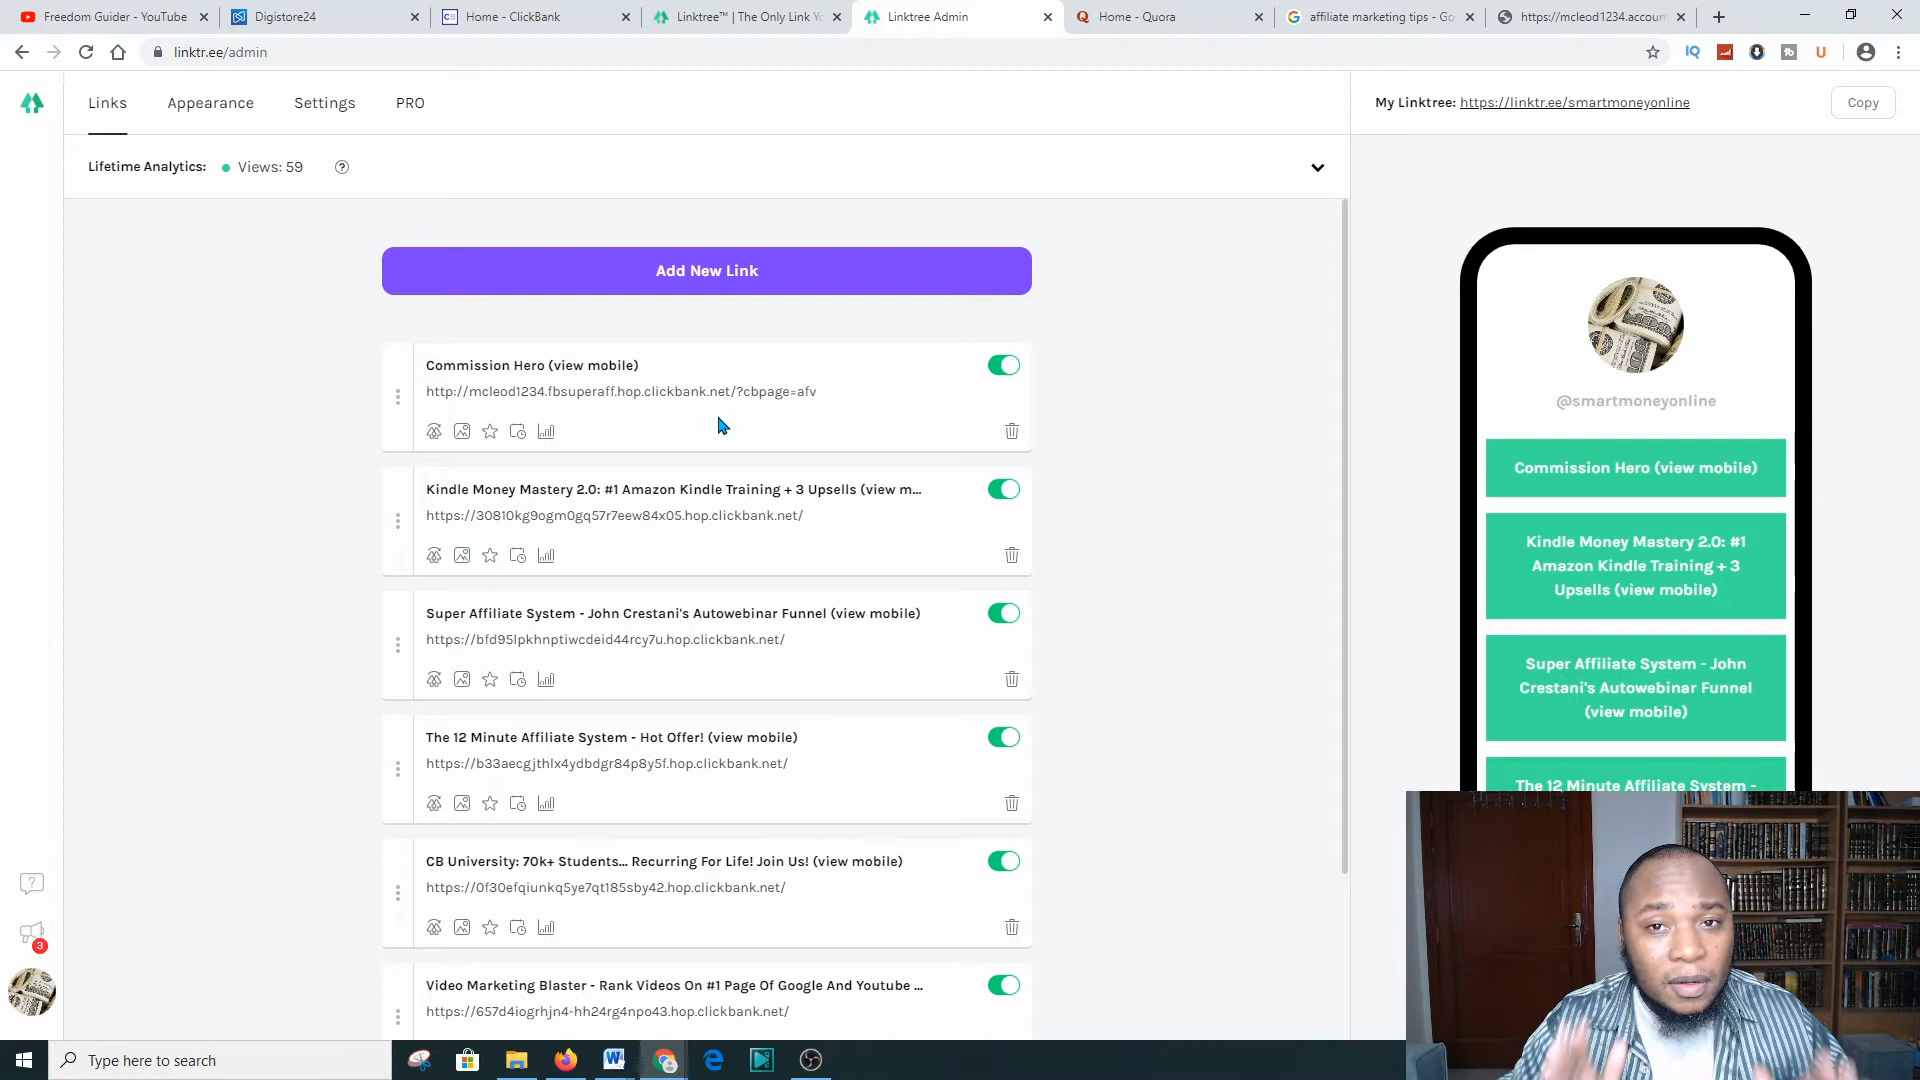 Freedom Guider - YouTube
Digistore24
Home - ClickBank
Linktree™ | The Only Link Yo
Linktree Admin
Home - Quora
affiliate marketing tips - Go
https://mcleod1234.accoun
linktr.ee/admin
Links
Appearance
Settings
PRO
My Linktree: https://linktr.ee/smartmoneyonline
Copy
Lifetime Analytics:
Views: 59
Add New Link
Commission Hero (view mobile)
http://mcleod1234.fbsuperaff.hop.clickbank.net/?cbpage=afv
Kindle Money Mastery 2.0: #1 Amazon Kindle Training + 3 Upsells (view m...
https://30810kg9ogm0gq57r7eew84x05.hop.clickbank.net/
Super Affiliate System - John Crestani's Autowebinar Funnel (view mobile)
https://bfd95lpkhnptiwcdeid44rcy7u.hop.clickbank.net/
The 12 Minute Affiliate System - Hot Offer! (view mobile)
https://b33aecgjthlx4ydbdgr84p8y5f.hop.clickbank.net/
CB University: 70k+ Students... Recurring For Life! Join Us! (view mobile)
https://0f30efqiunkq5ye7qt185sby42.hop.clickbank.net/
Video Marketing Blaster - Rank Videos On #1 Page Of Google And Youtube ...
https://657d4iogrhjn4-hh24rg4npo43.hop.clickbank.net/
@smartmoneyonline
Commission Hero (view mobile)
Kindle Money Mastery 2.0: #1
Amazon Kindle Training + 3
Upsells (view mobile)
Super Affiliate System - John
Crestani's Autowebinar Funnel
(view mobile)
The 12 Minute Affiliate System -
3
Type here to search